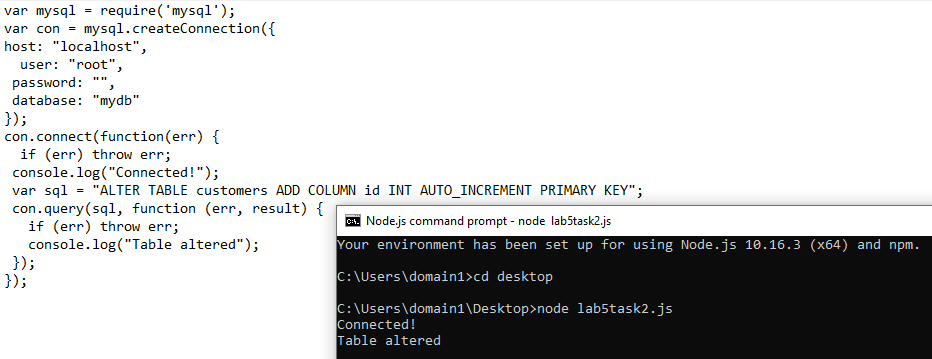 var mysql = require('mysql');
var con = mysql.createConnection({
host: "localhost",
  user: "root",
 password: "",
 database: "mydb"
});
con.connect(function(err) {
  if (err) throw err;
 console.log("Connected!");
 var sql = "ALTER TABLE customers ADD COLUMN id INT AUTO_INCREMENT PRIMARY KEY";
 con.query(sql, function (err, result) {
   if (err) throw err;
   console.log("Table altered");
 });
});
C:\.
Node.js command prompt - node  lab5task2.js
Your environment has been set up for using Node.js 10.16.3 (x64) and npm.
C:\Users\domain1>cd desktop
C:\Users\domain1\Desktop>node lab5task2.js
Connected!
Table altered